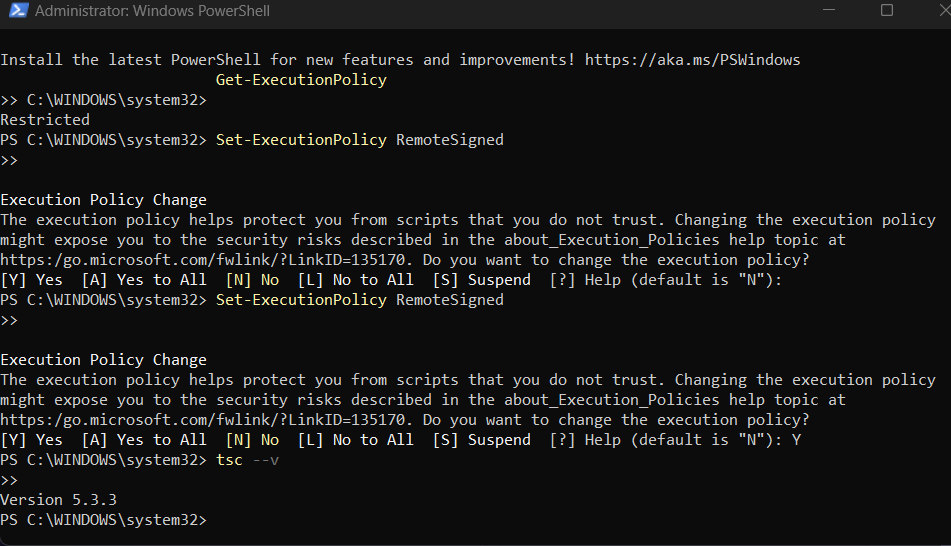 Administrator: Windows PowerShell
Install the latest PowerShell for new features and improvements! https://aka.ms/PSWindows
Get-ExecutionPolicy
>> C:\WINDOWS\system32>
Restricted
PS C:\WINDOWS\system32> Set-ExecutionPolicy RemoteSigned
>>
Execution Policy Change
The execution policy helps protect you from scripts that you do not trust. Changing the execution policy
might expose you to the security risks described in the about_Execution_Policies help topic at
https:/go.microsoft.com/fwlink/?LinkID=135170. Do you want to change the execution policy?
[Y] Yes  [A] Yes to All  [N] No  [L] No to All  [S] Suspend  [?] Help (default is "N"):
PS C:\WINDOWS\system32> Set-ExecutionPolicy RemoteSigned
>>
Execution Policy Change
The execution policy helps protect you from scripts that you do not trust. Changing the execution policy
might expose you to the security risks described in the about_Execution_Policies help topic at
https:/go.microsoft.com/fwlink/?LinkID=135170. Do you want to change the execution policy?
[Y] Yes  [A] Yes to All  [N] No  [L] No to All  [S] Suspend  [?] Help (default is "N"): Y
PS C:\WINDOWS\system32> tsc --v
>>
Version 5.3.3
PS C:\WINDOWS\system32>